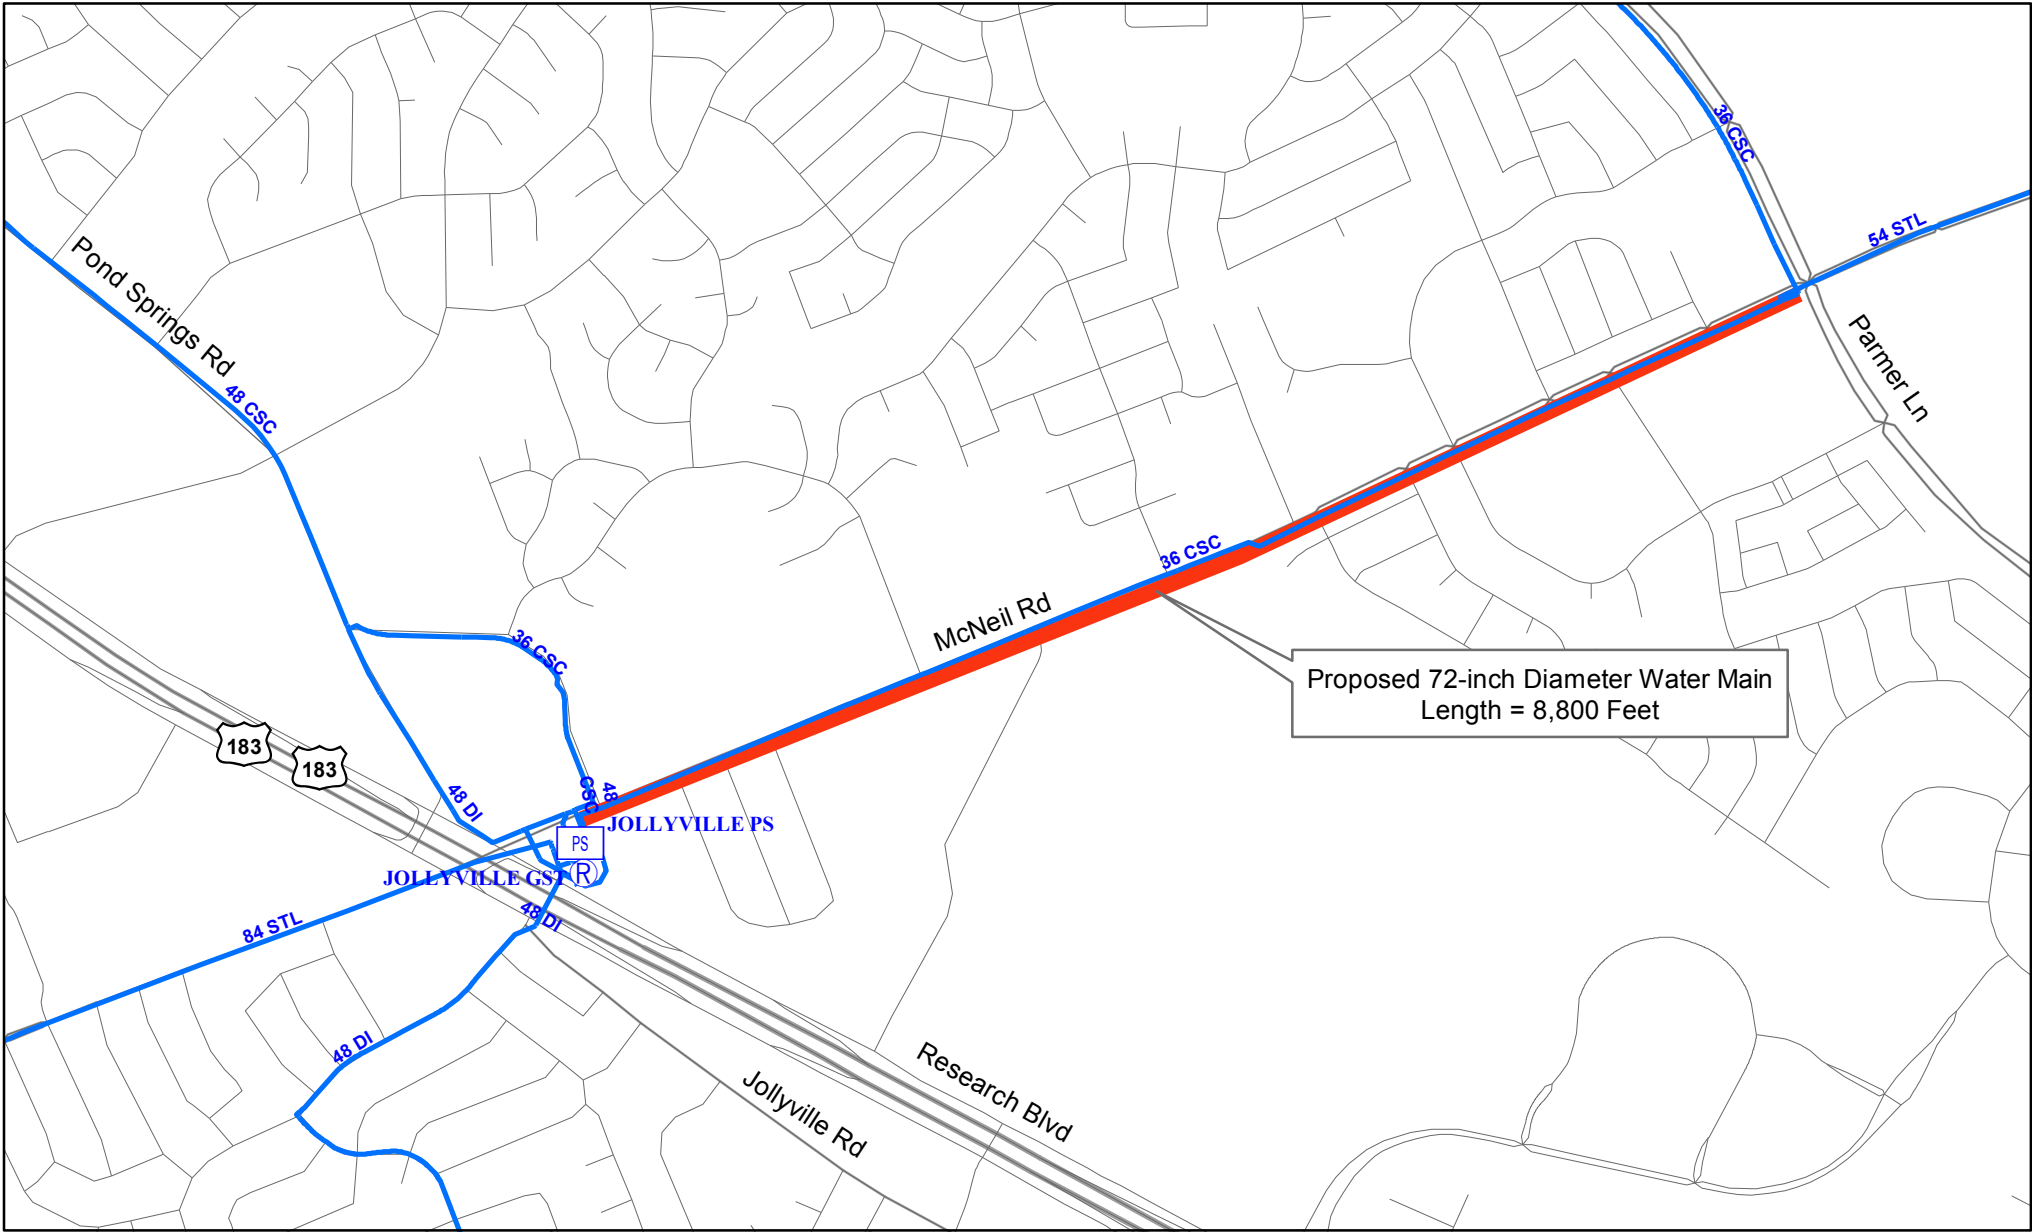 36 CSC
54 STL
Pond Springs Rd
Parmer Ln
48 CSC
36 CSC
McNeil Rd
36 CSC
Proposed 72-inch Diameter Water Main
Length = 8,800 Feet
183
183
48 DI
48
CSC
JOLLYVILLE PS
PS
JOLLYVILLE GST
R
84 STL
48 DI
48 DI
Research Blvd
Jollyville Rd